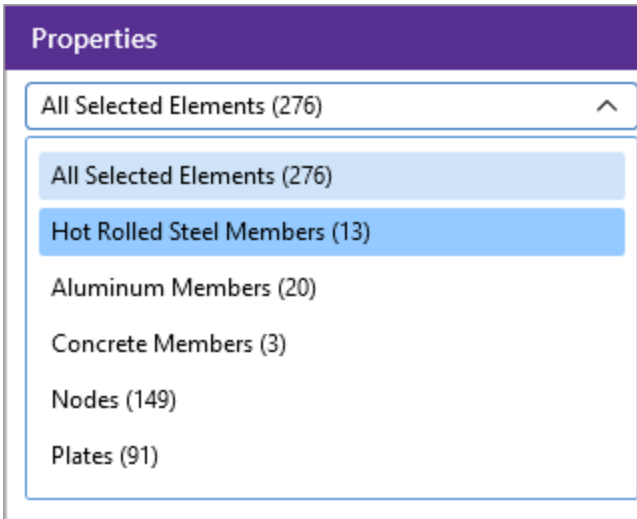 Properties
All Selected Elements (276)
All Selected Elements (276)
Hot Rolled Steel Members (13)
Aluminum Members (20)
Concrete Members (3)
Nodes (149)
Plates (91)